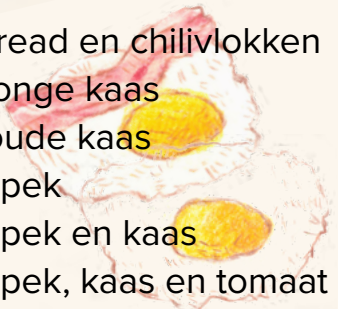 read en chilivlokken
onge kaas
oude kaas
pek
pek en kaas
pek, kaas en tomaat